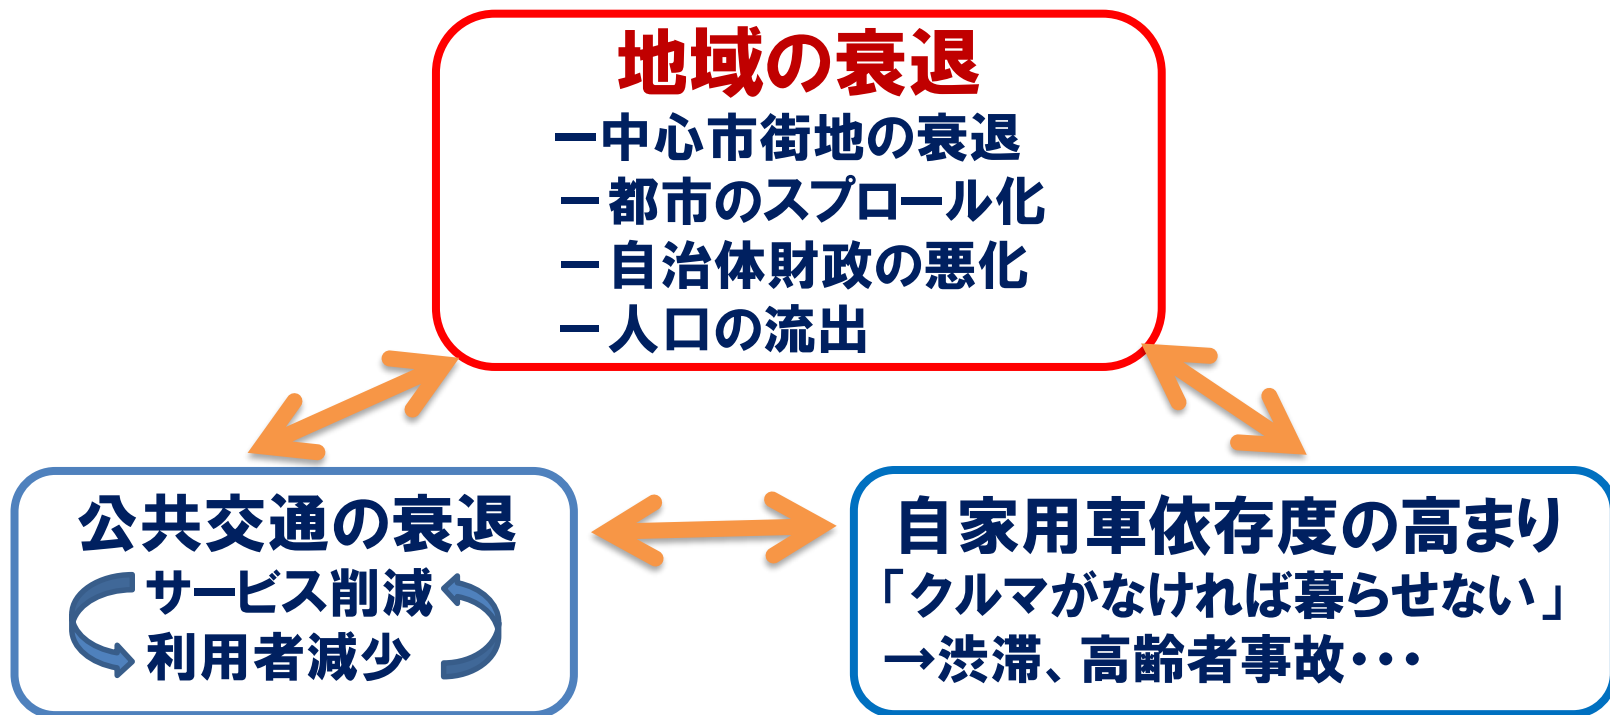 地域の衰退
－中心市街地の衰退
－都市のスプロール化
－自治体財政の悪化
－人口の流出
公共交通の衰退
サービス削減
利用者減少
自家用車依存度の高まり
「クルマがなければ暮らせない」
→渋滞、高齢者事故・・・